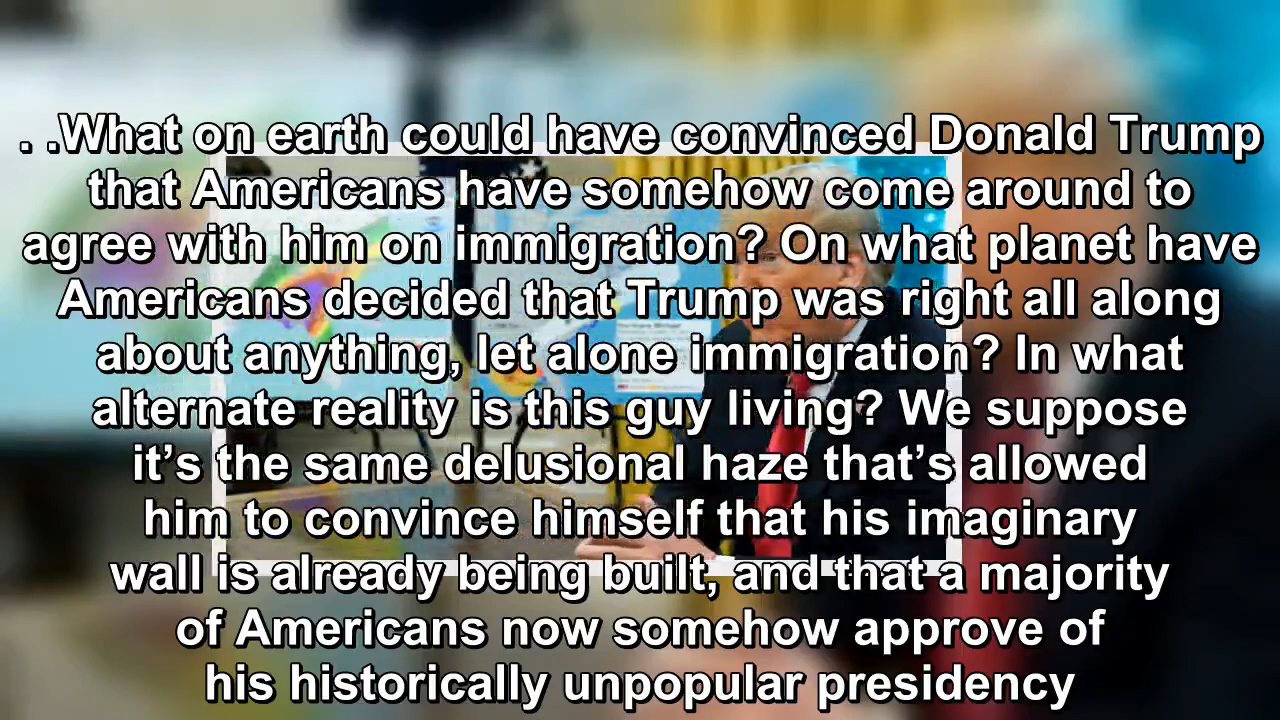 . .What on earth could have convinced Donald Trump
that Americans have somehow come around to
agree with him on immigration? On what planet have
Americans decided that Trump was right all along
about anything, let alone immigration? In what
alternate reality is this guy living? We suppose
it’s the same delusional haze that’s allowed
him to convince himself that his imaginary
wall is already being built, and that a majority
of Americans now somehow approve of
his historically unpopular presidency